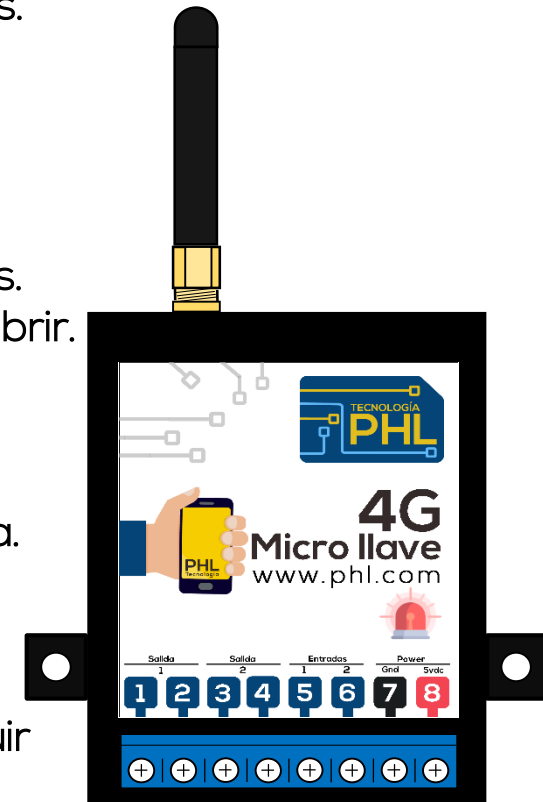 s.
s.
brir.
TECNOLOGÍA
PHL
4G
Micro llave
www.phl.com
PHL
Tecnología
a.
Salida
1
Salida
2
Entradas
1 2
Power
Gnd 5vdc
1 2 3 4 5 6 7 8
uir